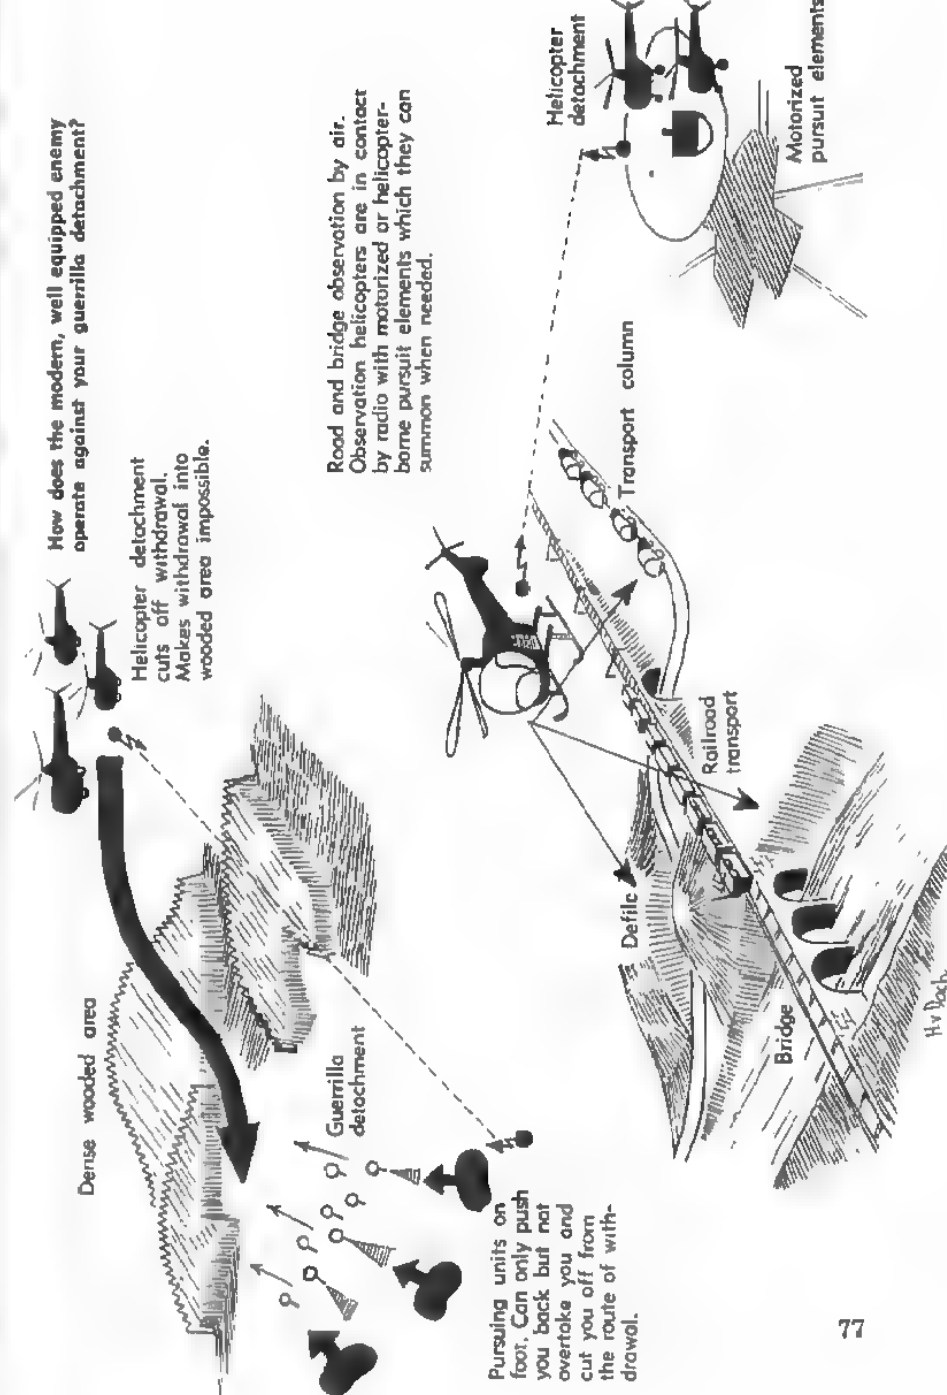 How does the modern, well equipped enemy
operate against your guerrilla detachment?
Helicopter detachment
cuts off withdrawal.
Makes withdrawal into
wooded area impossible.
Dense wooded area
Guerrilla
detachment
Pursuing units on
foot. Can only push
you back but not
overtake you and
cut you off from
the route of with-
drawal.
Road and bridge observation by air.
Observation helicopters are in contact
by radio with motorized or helicopter-
borne pursuit elements which they can
summon when needed.
Helicopter
detachment
Motorized
pursuit elements
Transport column
Railroad
transport
Defile
Bridge
Hv Dach
77